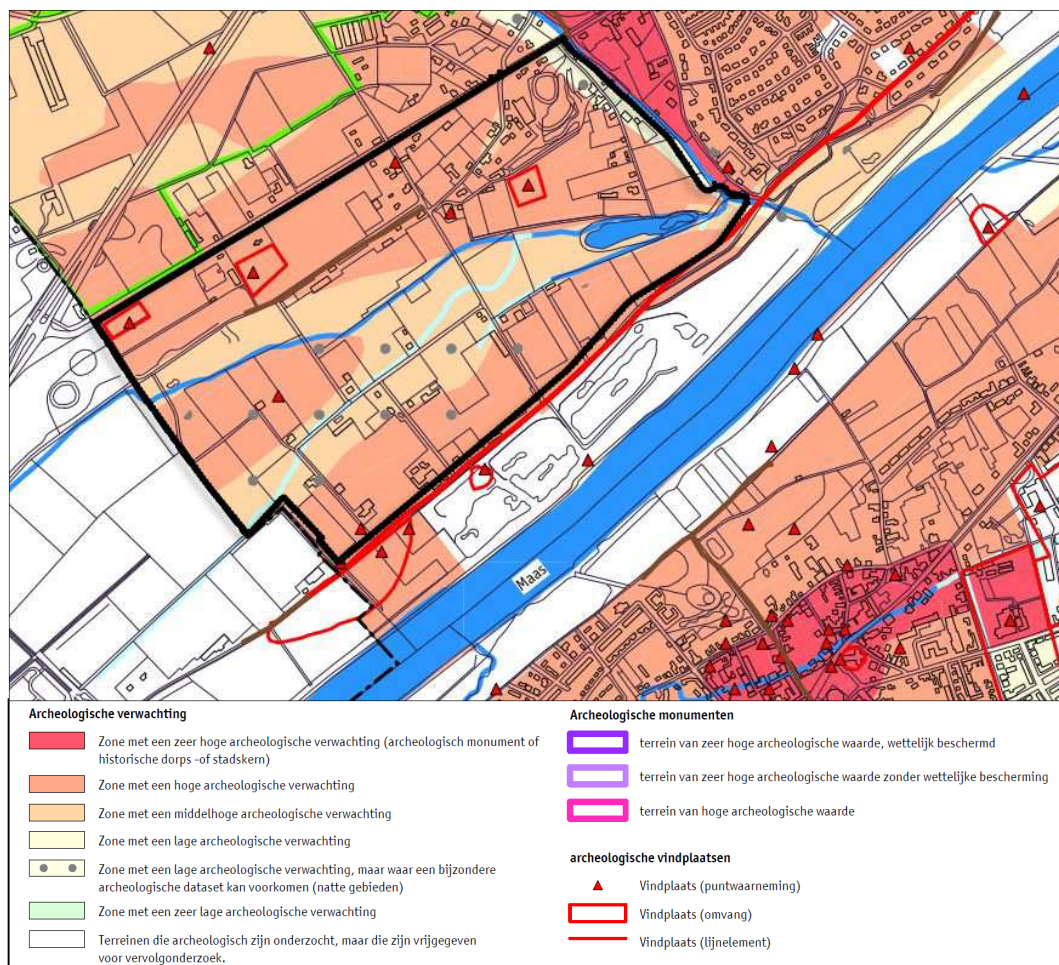 Maas
Archeologische verwachting
Zone met een zeer hoge archeologische verwachting (archeologisch monument of
historische dorps -of stadskern)
Zone met een hoge archeologische verwachting
Zone met een middelhoge archeologische verwachting
Zone met een lage archeologische verwachting
Zone met een lage archeologische verwachting, maar waar een bijzondere
archeologische dataset kan voorkomen (natte gebieden)
Zone met een zeer lage archeologische verwachting
Terreinen die archeologisch zijn onderzocht, maar die zijn vrijgegeven
voor vervolgonderzoek.
Archeologische monumenten
terrein van zeer hoge archeologische waarde, wettelijk beschermd
terrein van zeer hoge archeologische waarde zonder wettelijke bescherming
terrein van hoge archeologische waarde
archeologische vindplaatsen
Vindplaats (puntwaarneming)
Vindplaats (omvang)
Vindplaats (lijnelement)